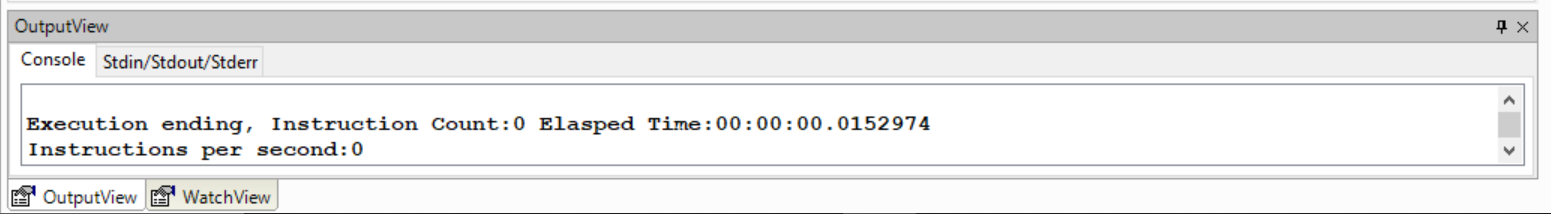 OutputView
Console Stdin/Stdout/Stderr
Execution ending, Instruction Count:0 Elasped Time:00:00:00.0152974
Instructions per second:0
OutputView WatchView